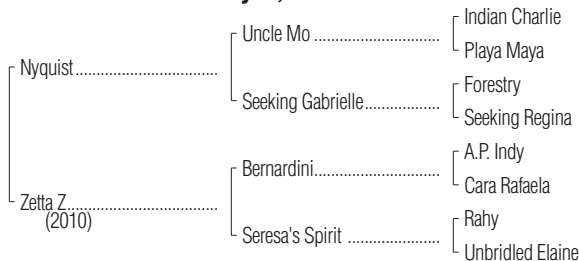 Indian Charlie
Uncle Mo
Playa Maya
Nyquist
Forestry
Seeking Gabrielle
Seeking Regina
A.P. Indy
Bernardini
Cara Rafaela
Zetta Z
(2010)
Rahy
Seresa's Spirit
Unbridled Elaine